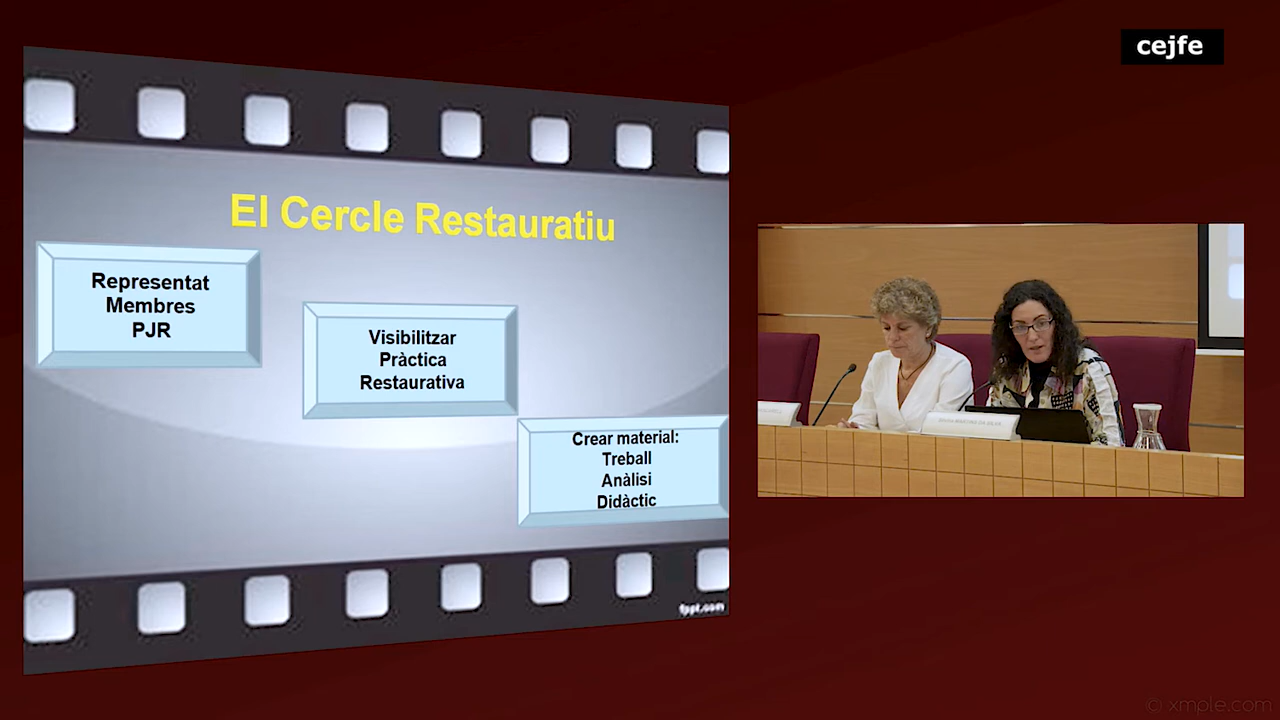 cejfe
El Cercle Restauratiu
Representat
Membres
PJR
Visibilitzar
Pràctica
Restaurativa
Crear material:
Treball
Anàlisi
Didàctic
fppt.com
© xmple.com